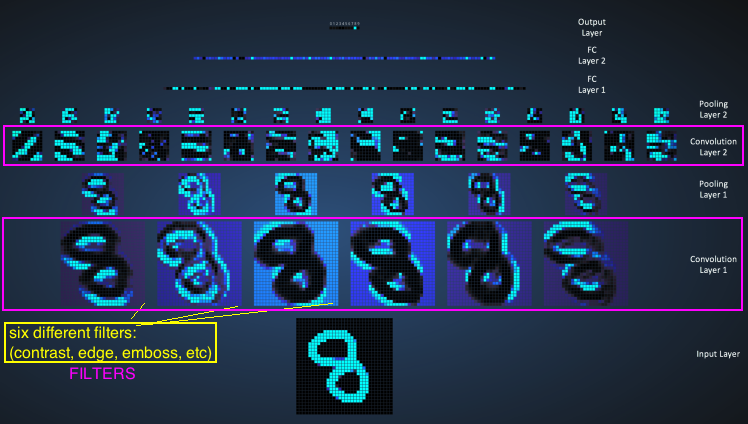 0123456789
Output
Layer
FC
Layer 2
FC
Layer 1
Pooling
Layer 2
Convolution
Layer 2
Pooling
Layer 1
Convolution
Layer 1
six different filters:
(contrast, edge, emboss, etc)
FILTERS
Input Layer